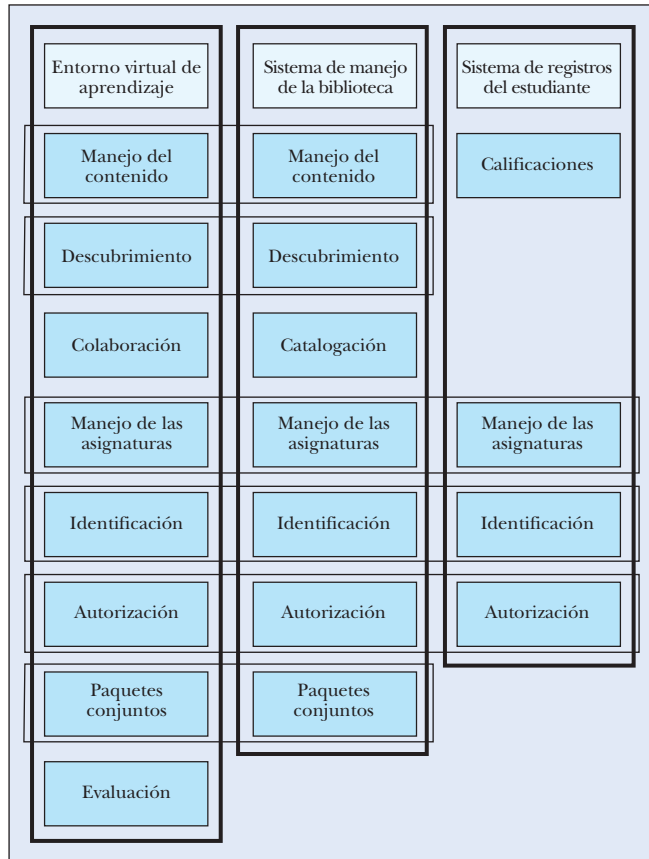 Entorno virtual de
aprendizaje
Sistema de manejo
de la biblioteca
Sistema de registros
del estudiante
Manejo del
contenido
Manejo del
contenido
Calificaciones
Descubrimiento
Descubrimiento
Colaboración
Catalogación
Manejo de las
asignaturas
Manejo de las
asignaturas
Manejo de las
asignaturas
Identificación
Identificación
Identificación
Autorización
Autorización
Autorización
Paquetes
conjuntos
Paquetes
conjuntos
Evaluación